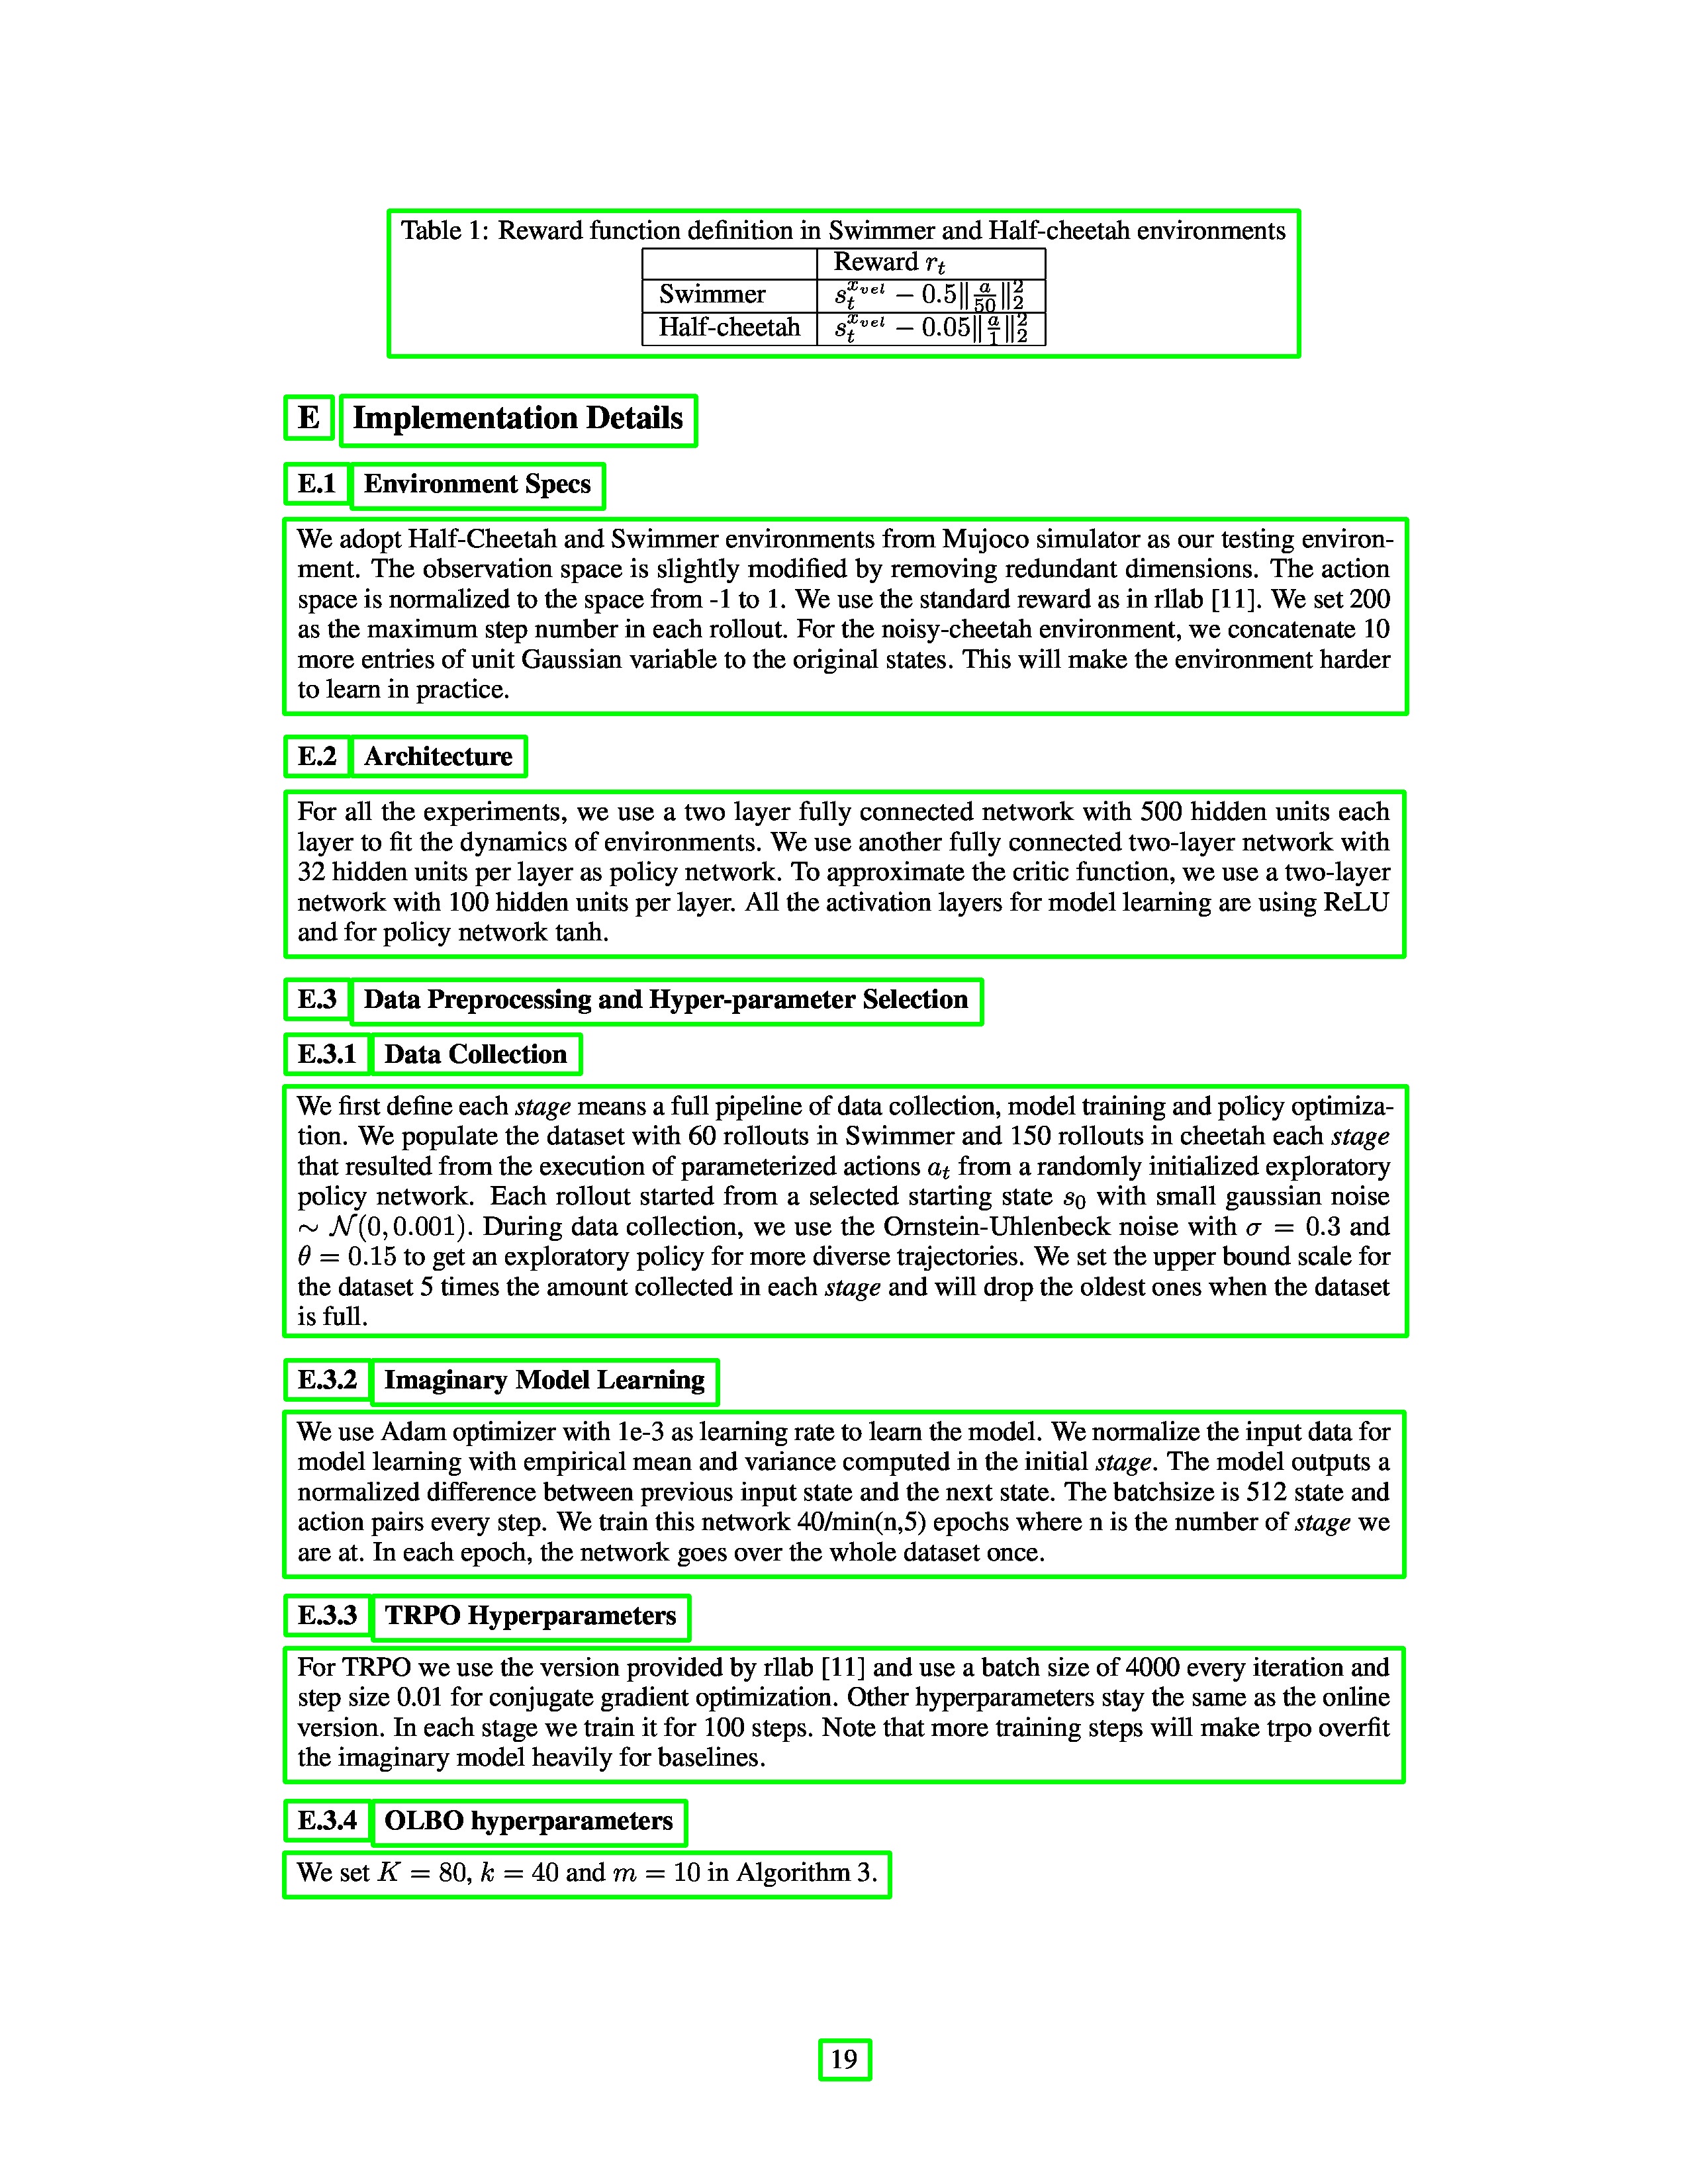 Table 1: Reward function definition in Swimmer and Half-cheetah environments
Reward r_t
Swimmer s_t^{x_{vel}} − 0.5‖\frac{a}{50}‖_2^2
Half-cheetah s_t^{x_{vel}} − 0.05‖\frac{a}{1}‖_2^2
E Implementation Details
E.1 Environment Specs
We adopt Half-Cheetah and Swimmer environments from Mujoco simulator as our testing environ-
ment. The observation space is slightly modified by removing redundant dimensions. The action
space is normalized to the space from -1 to 1. We use the standard reward as in rllab [11]. We set 200
as the maximum step number in each rollout. For the noisy-cheetah environment, we concatenate 10
more entries of unit Gaussian variable to the original states. This will make the environment harder
to learn in practice.
E.2 Architecture
For all the experiments, we use a two layer fully connected network with 500 hidden units each
layer to fit the dynamics of environments. We use another fully connected two-layer network with
32 hidden units per layer as policy network. To approximate the critic function, we use a two-layer
network with 100 hidden units per layer. All the activation layers for model learning are using ReLU
and for policy network tanh.
E.3 Data Preprocessing and Hyper-parameter Selection
E.3.1 Data Collection
We first define each stage means a full pipeline of data collection, model training and policy optimiza-
tion. We populate the dataset with 60 rollouts in Swimmer and 150 rollouts in cheetah each stage
that resulted from the execution of parameterized actions a_t from a randomly initialized exploratory
policy network. Each rollout started from a selected starting state s_0 with small gaussian noise
∼ 𝒩(0, 0.001). During data collection, we use the Ornstein-Uhlenbeck noise with σ = 0.3 and
θ = 0.15 to get an exploratory policy for more diverse trajectories. We set the upper bound scale for
the dataset 5 times the amount collected in each stage and will drop the oldest ones when the dataset
is full.
E.3.2 Imaginary Model Learning
We use Adam optimizer with 1e-3 as learning rate to learn the model. We normalize the input data for
model learning with empirical mean and variance computed in the initial stage. The model outputs a
normalized difference between previous input state and the next state. The batchsize is 512 state and
action pairs every step. We train this network 40/min(n,5) epochs where n is the number of stage we
are at. In each epoch, the network goes over the whole dataset once.
E.3.3 TRPO Hyperparameters
For TRPO we use the version provided by rllab [11] and use a batch size of 4000 every iteration and
step size 0.01 for conjugate gradient optimization. Other hyperparameters stay the same as the online
version. In each stage we train it for 100 steps. Note that more training steps will make trpo overfit
the imaginary model heavily for baselines.
E.3.4 OLBO hyperparameters
We set K = 80, k = 40 and m = 10 in Algorithm 3.
19